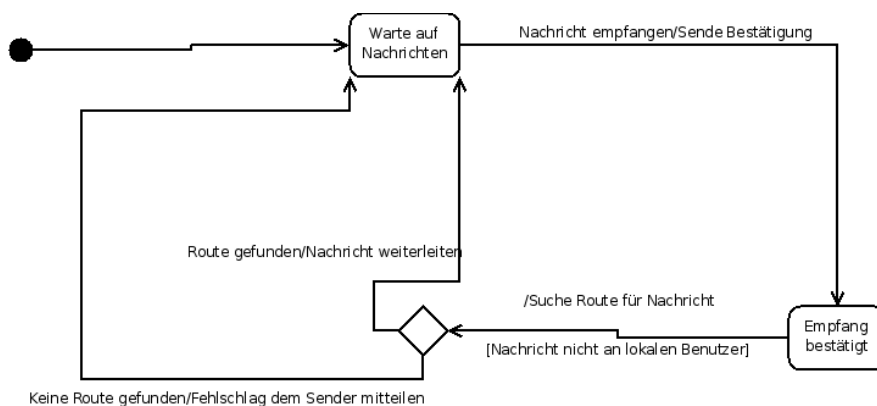 Warte auf
Nachrichten
Nachricht empfangen/Sende Bestätigung
Route gefunden/Nachricht weiterleiten
/Suche Route für Nachricht
[Nachricht nicht an lokalen Benutzer]
Empfang
bestätigt
Keine Route gefunden/Fehlschlag dem Sender mitteilen